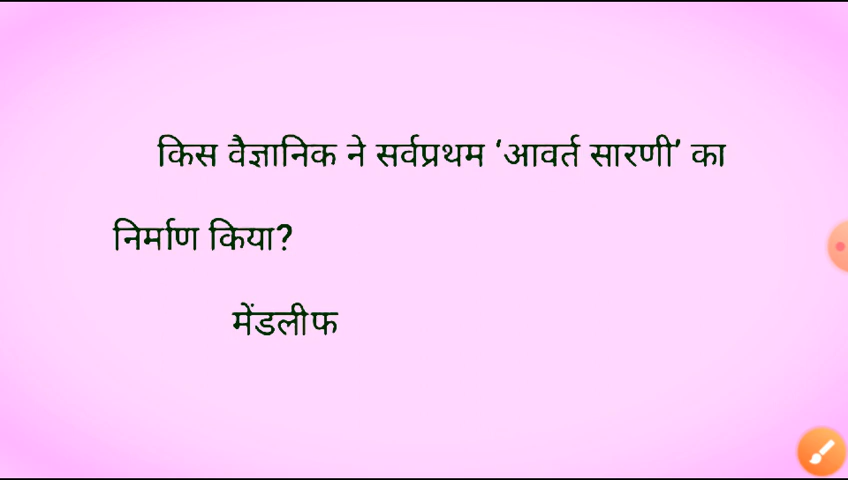 किस वैज्ञानिक ने सर्वप्रथम ‘आवर्त सारणी’ का
निर्माण किया?
मेंडलीफ